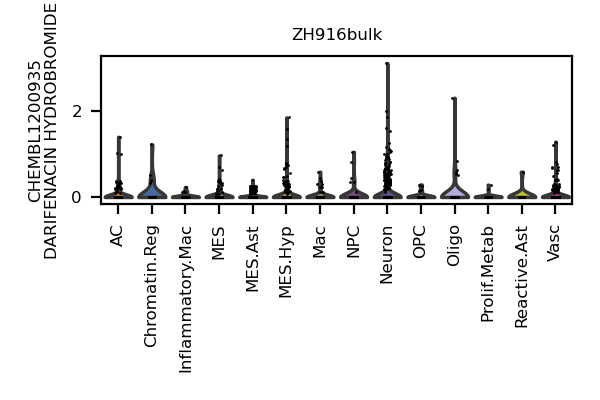 ZH916bulk
CHEMBL1200935
DARIFENACIN HYDROBROMIDE
2
0
AC
Chromatin.Reg
Inflammatory.Mac
MES
MES.Ast
MES.Hyp
Mac
NPC
Neuron
OPC
Oligo
Prolif.Metab
Reactive.Ast
Vasc